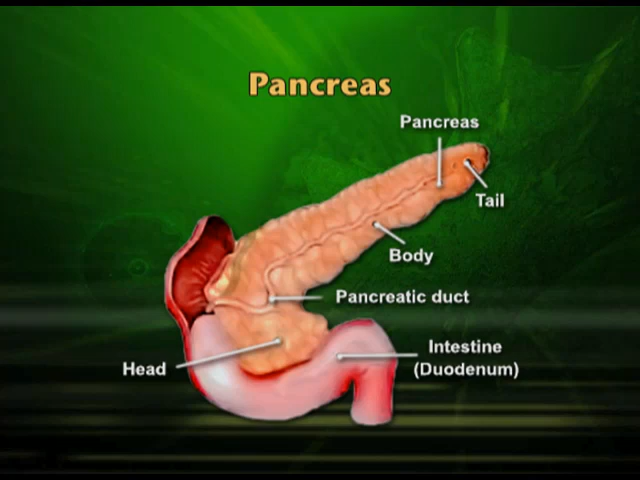 Pancreas
Pancreas
Tail
Body
Pancreatic duct
Intestine
(Duodenum)
Head